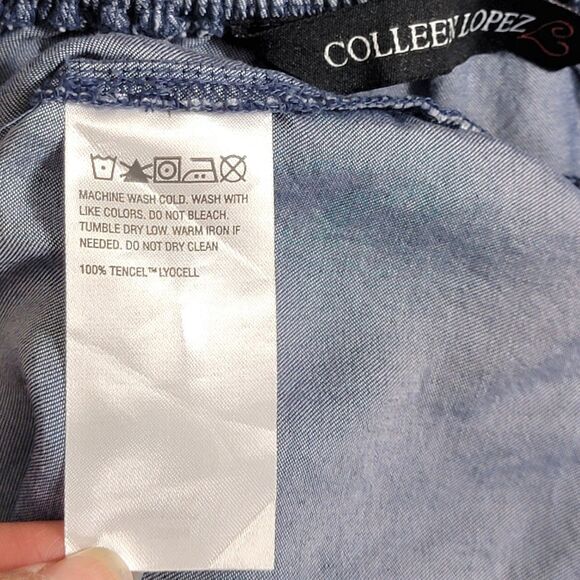 COLLEEN LOPEZ
MACHINE WASH COLD. WASH WITH
LIKE COLORS. DO NOT BLEACH.
TUMBLE DRY LOW. WARM IRON IF
NEEDED. DO NOT DRY CLEAN
100% TENCEL™ LYOCELL